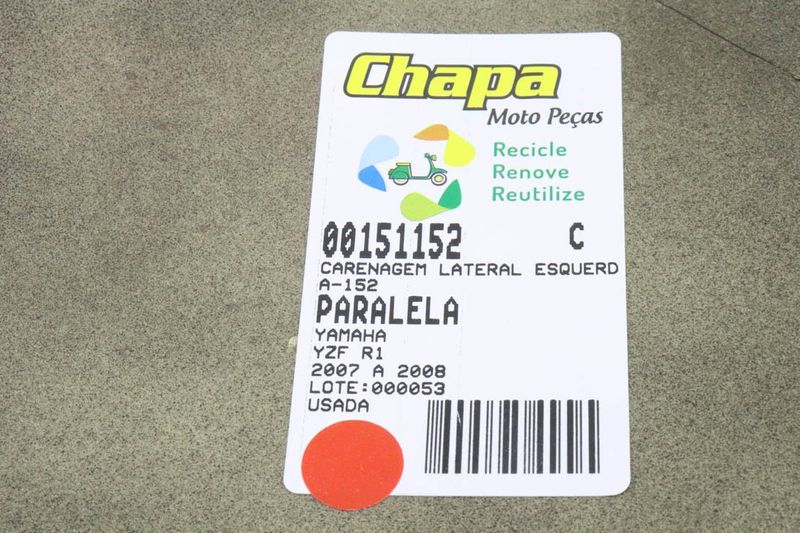 Chapa
Moto Peças
Recicle
Renove
Reutilize
00151152 C
CARENAGEM LATERAL ESQUERD
A-152
PARALELA
YAMAHA
YZF R1
2007 A 2008
LOTE:000053
USADA